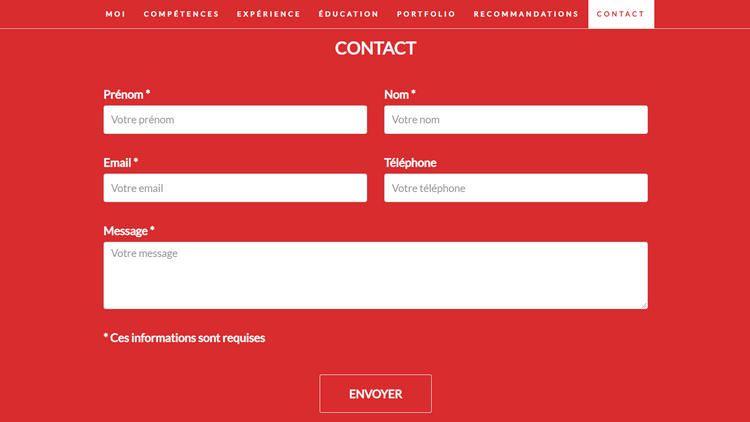 MOI COMPÉTENCES EXPÉRIENCE ÉDUCATION PORTFOLIO RECOMMANDATIONS CONTACT
CONTACT
Prénom * Nom *
Votre prénom Votre nom
Email * Téléphone
Votre email Votre téléphone
Message *
Votre message
* Ces informations sont requises
ENVOYER